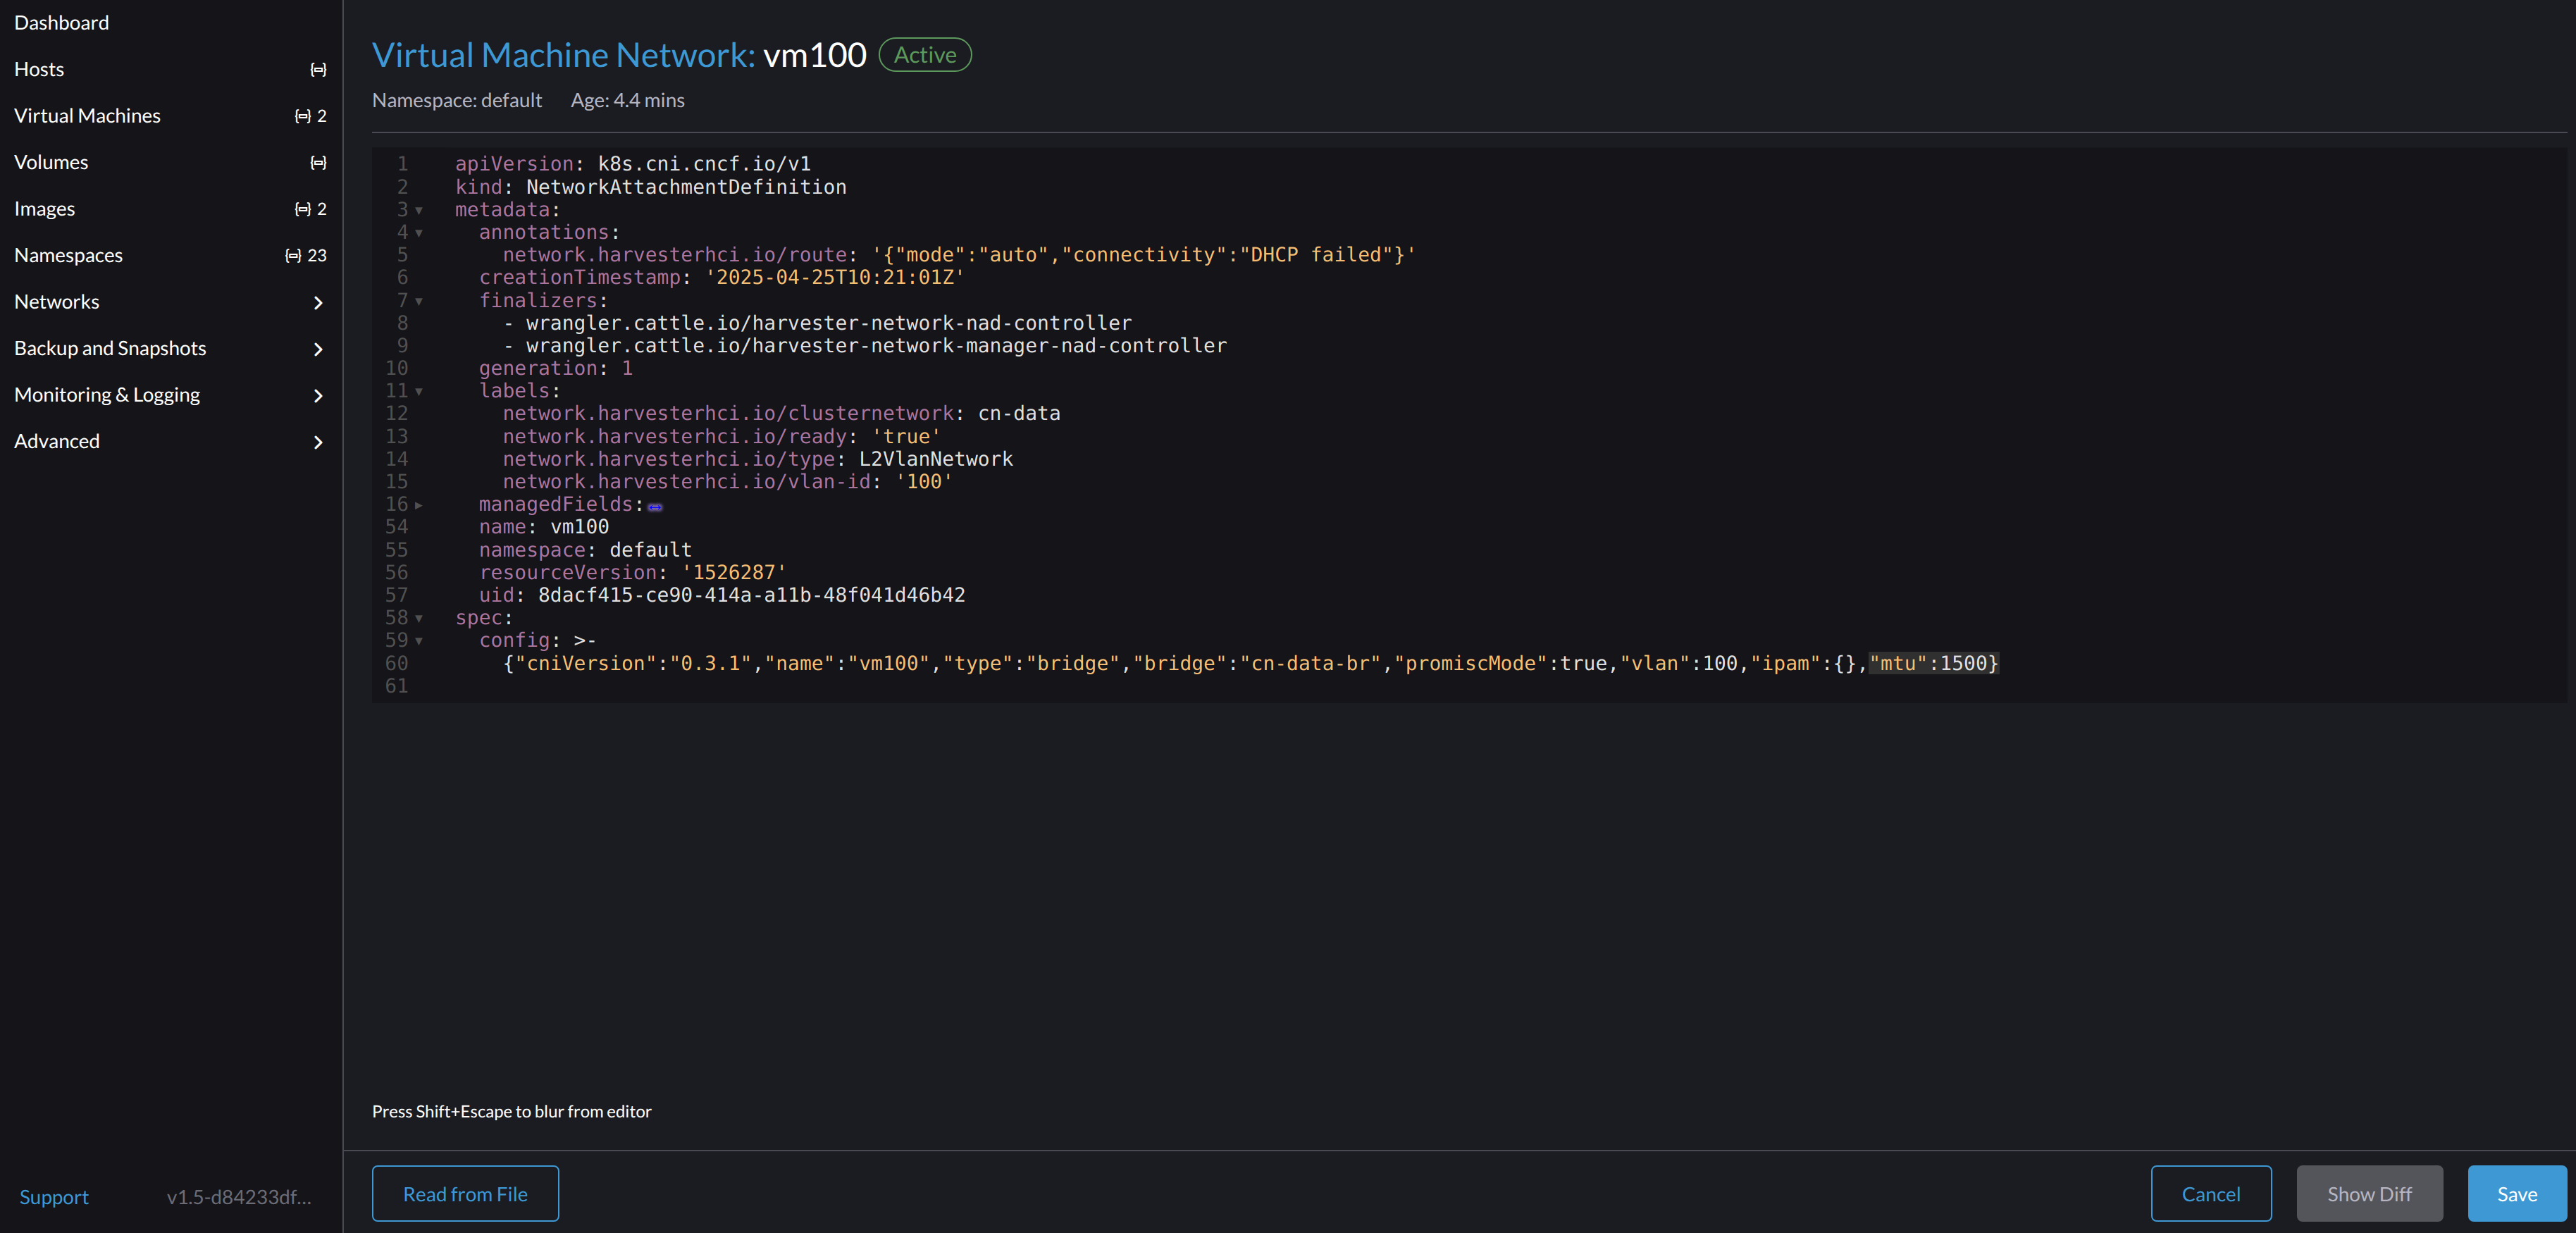 Dashboard
Hosts
Virtual Machines 2
Volumes
Images 2
Namespaces 23
Networks
Backup and Snapshots
Monitoring & Logging
Advanced
Support v1.5-d84233df...
Virtual Machine Network: vm100 Active
Namespace: default Age: 4.4 mins
1 apiVersion: k8s.cni.cncf.io/v1
2 kind: NetworkAttachmentDefinition
3 metadata:
4 annotations:
5 network.harvesterhci.io/route: '{"mode":"auto","connectivity":"DHCP failed"}'
6 creationTimestamp: '2025-04-25T10:21:01Z'
7 finalizers:
8 - wrangler.cattle.io/harvester-network-nad-controller
9 - wrangler.cattle.io/harvester-network-manager-nad-controller
10 generation: 1
11 labels:
12 network.harvesterhci.io/clusternetwork: cn-data
13 network.harvesterhci.io/ready: 'true'
14 network.harvesterhci.io/type: L2VlanNetwork
15 network.harvesterhci.io/vlan-id: '100'
16 managedFields:
54 name: vm100
55 namespace: default
56 resourceVersion: '1526287'
57 uid: 8dacf415-ce90-414a-a11b-48f041d46b42
58 spec:
59 config: >-
60 {"cniVersion":"0.3.1","name":"vm100","type":"bridge","bridge":"cn-data-br","promiscMode":true,"vlan":100,"ipam":{},"mtu":1500}
61
Press Shift+Escape to blur from editor
Read from File
Cancel
Show Diff
Save